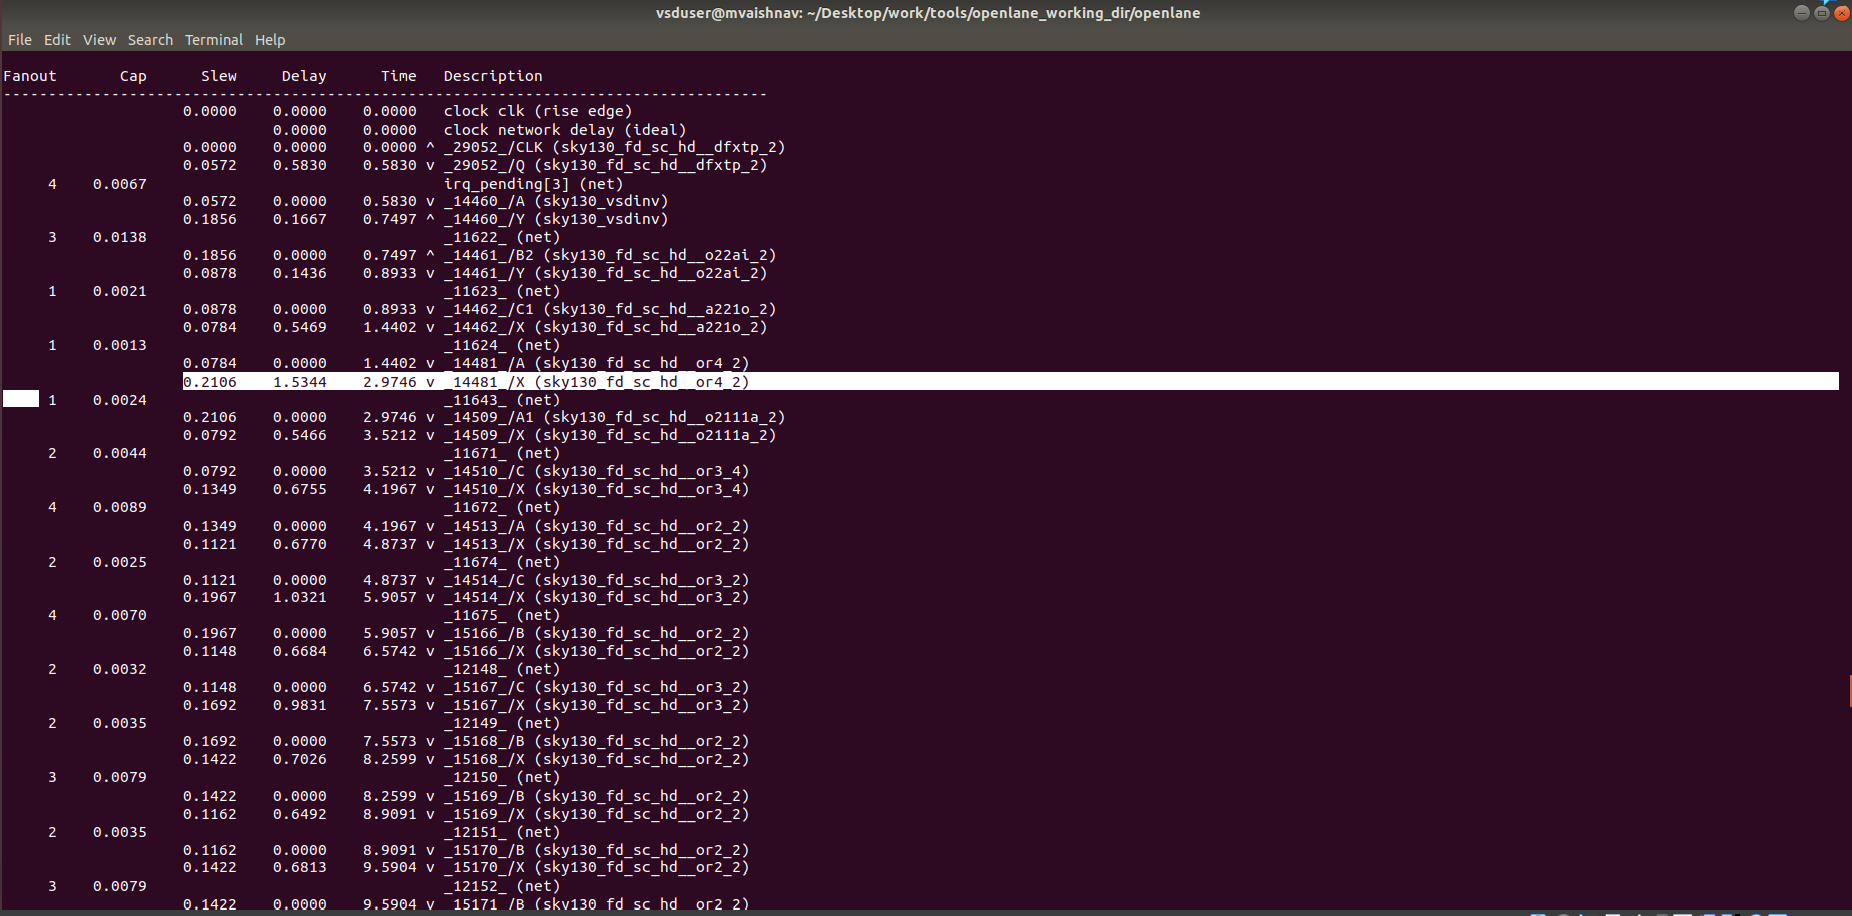 vsduser@mvaishnav: ~/Desktop/work/tools/openlane_working_dir/openlane
File Edit View Search Terminal Help
Fanout Cap Slew Delay Time Description
-------------------------------------------------------------------------------------
0.0000 0.0000 0.0000 clock clk (rise edge)
0.0000 0.0000 clock network delay (ideal)
0.0000 0.0000 0.0000 ^ _29052_/CLK (sky130_fd_sc_hd__dfxtp_2)
0.0572 0.5830 0.5830 v _29052_/Q (sky130_fd_sc_hd__dfxtp_2)
4 0.0067 irq_pending[3] (net)
0.0572 0.0000 0.5830 v _14460_/A (sky130_vsdinv)
0.1856 0.1667 0.7497 ^ _14460_/Y (sky130_vsdinv)
3 0.0138 _11622_ (net)
0.1856 0.0000 0.7497 ^ _14461_/B2 (sky130_fd_sc_hd__o22ai_2)
0.0878 0.1436 0.8933 v _14461_/Y (sky130_fd_sc_hd__o22ai_2)
1 0.0021 _11623_ (net)
0.0878 0.0000 0.8933 v _14462_/C1 (sky130_fd_sc_hd__a221o_2)
0.0784 0.5469 1.4402 v _14462_/X (sky130_fd_sc_hd__a221o_2)
1 0.0013 _11624_ (net)
0.0784 0.0000 1.4402 v _14481_/A (sky130_fd_sc_hd__or4_2)
0.2106 1.5344 2.9746 v _14481_/X (sky130_fd_sc_hd__or4_2)
1 0.0024 _11643_ (net)
0.2106 0.0000 2.9746 v _14509_/A1 (sky130_fd_sc_hd__o2111a_2)
0.0792 0.5466 3.5212 v _14509_/X (sky130_fd_sc_hd__o2111a_2)
2 0.0044 _11671_ (net)
0.0792 0.0000 3.5212 v _14510_/C (sky130_fd_sc_hd__or3_4)
0.1349 0.6755 4.1967 v _14510_/X (sky130_fd_sc_hd__or3_4)
4 0.0089 _11672_ (net)
0.1349 0.0000 4.1967 v _14513_/A (sky130_fd_sc_hd__or2_2)
0.1121 0.6770 4.8737 v _14513_/X (sky130_fd_sc_hd__or2_2)
2 0.0025 _11674_ (net)
0.1121 0.0000 4.8737 v _14514_/C (sky130_fd_sc_hd__or3_2)
0.1967 1.0321 5.9057 v _14514_/X (sky130_fd_sc_hd__or3_2)
4 0.0070 _11675_ (net)
0.1967 0.0000 5.9057 v _15166_/B (sky130_fd_sc_hd__or2_2)
0.1148 0.6684 6.5742 v _15166_/X (sky130_fd_sc_hd__or2_2)
2 0.0032 _12148_ (net)
0.1148 0.0000 6.5742 v _15167_/C (sky130_fd_sc_hd__or3_2)
0.1692 0.9831 7.5573 v _15167_/X (sky130_fd_sc_hd__or3_2)
2 0.0035 _12149_ (net)
0.1692 0.0000 7.5573 v _15168_/B (sky130_fd_sc_hd__or2_2)
0.1422 0.7026 8.2599 v _15168_/X (sky130_fd_sc_hd__or2_2)
3 0.0079 _12150_ (net)
0.1422 0.0000 8.2599 v _15169_/B (sky130_fd_sc_hd__or2_2)
0.1162 0.6492 8.9091 v _15169_/X (sky130_fd_sc_hd__or2_2)
2 0.0035 _12151_ (net)
0.1162 0.0000 8.9091 v _15170_/B (sky130_fd_sc_hd__or2_2)
0.1422 0.6813 9.5904 v _15170_/X (sky130_fd_sc_hd__or2_2)
3 0.0079 _12152_ (net)
0.1422 0.0000 9.5904 v _15171_/B (sky130_fd_sc_hd__or2_2)